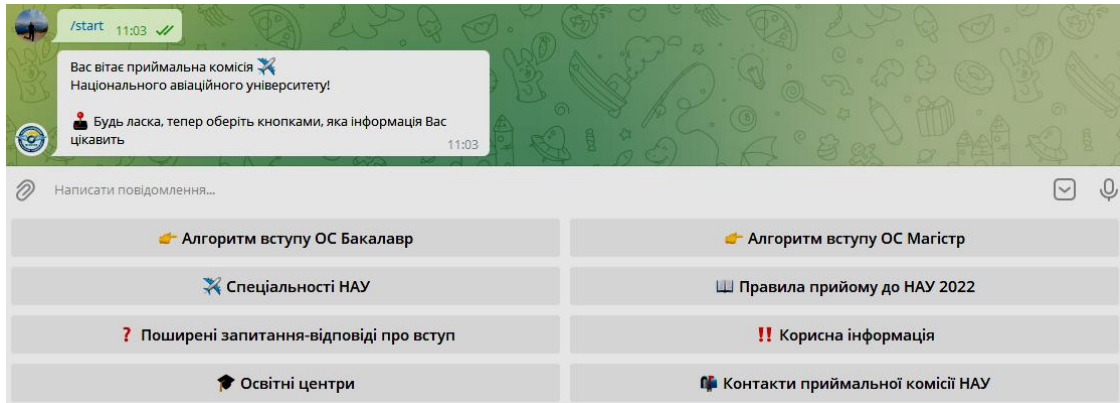 /start 11:03
Вас вітає приймальна комісія ✈️
Національного авіаційного університету!
🕹️ Будь ласка, тепер оберіть кнопками, яка інформація Вас
цікавить 11:03
Написати повідомлення...
👉 Алгоритм вступу ОС Бакалавр
👉 Алгоритм вступу ОС Магістр
✈️ Спеціальності НАУ
📖 Правила прийому до НАУ 2022
❓ Поширені запитання-відповіді про вступ
‼️ Корисна інформація
🎓 Освітні центри
📬 Контакти приймальної комісії НАУ